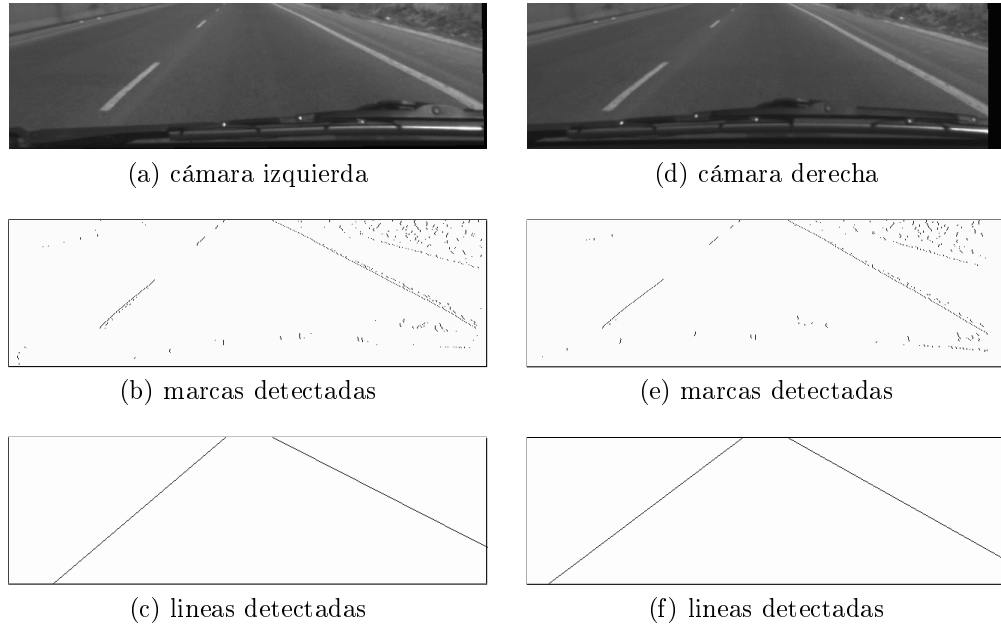 (a) cámara izquierda
(d) cámara derecha
(b) marcas detectadas
(e) marcas detectadas
(c) lineas detectadas
(f) lineas detectadas